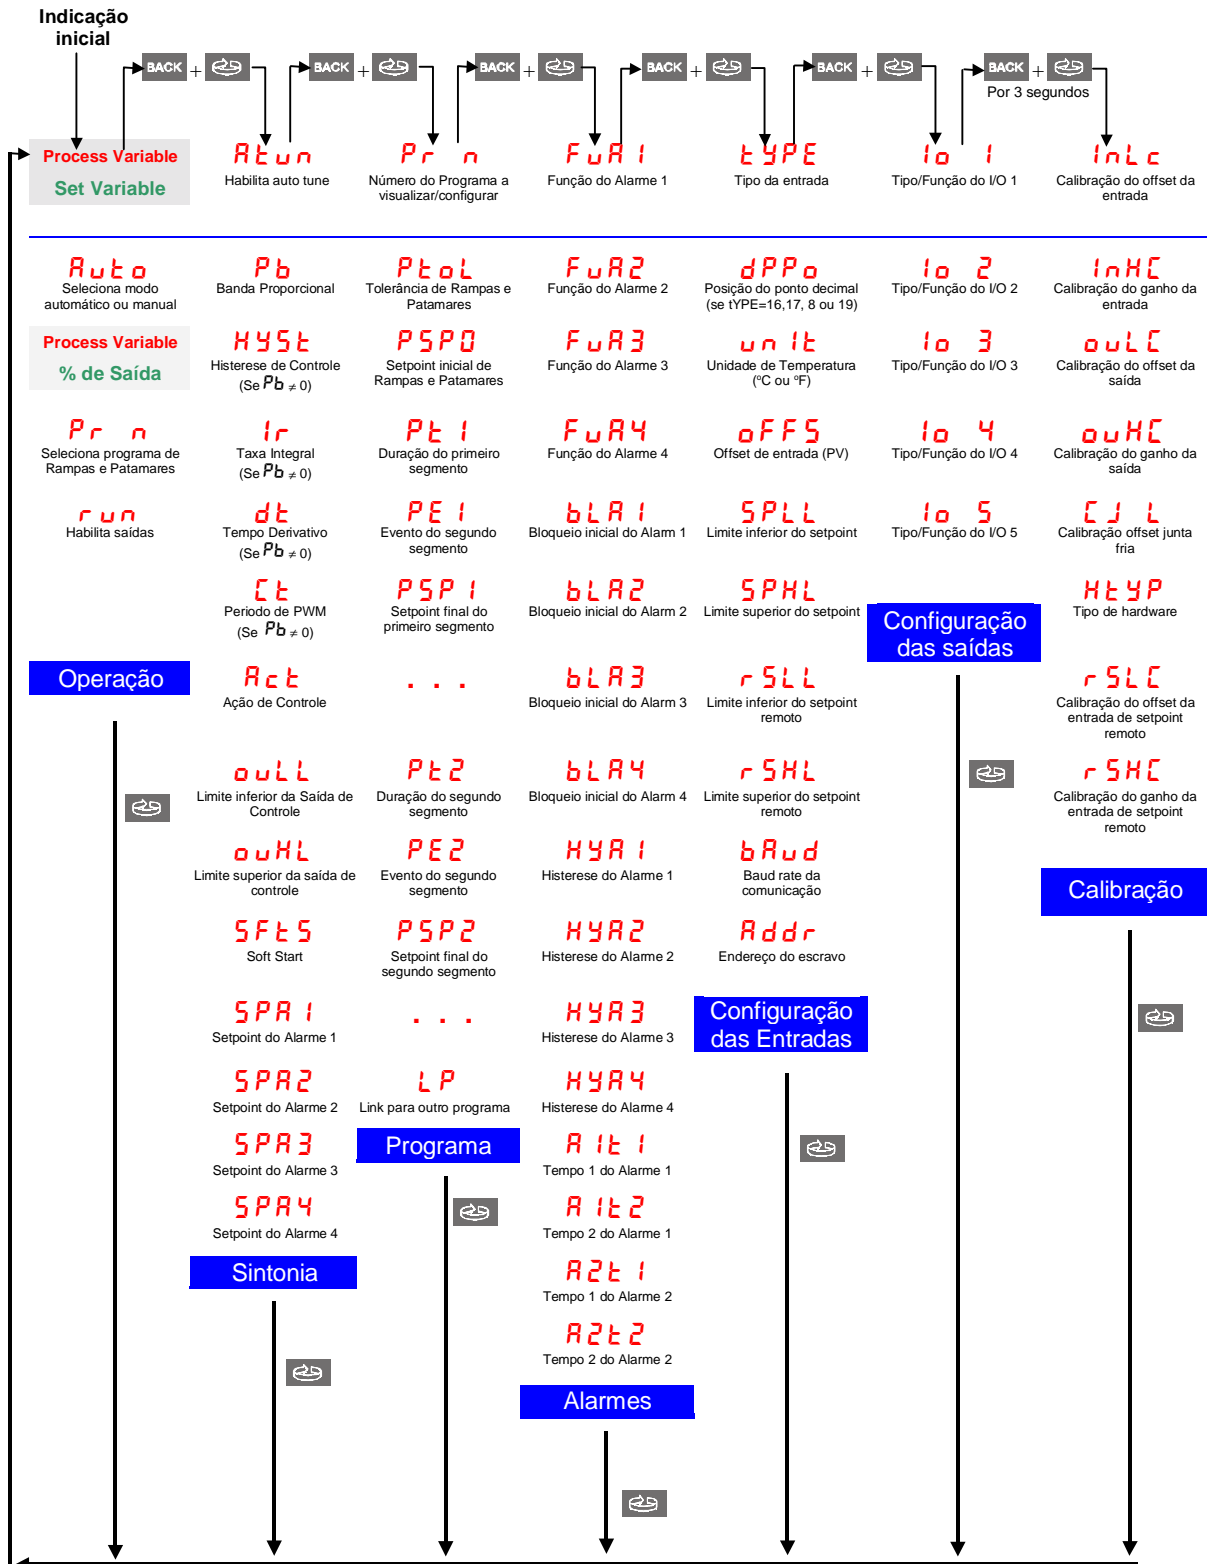 Indicação
inicial
BACK + BACK + BACK + BACK + BACK + BACK +
Por 3 segundos
Process Variable
Set Variable
Atun
Habilita auto tune
Pr n
Número do Programa a
visualizar/configurar
FuA1
Função do Alarme 1
tYPE
Tipo da entrada
Io 1
Tipo/Função do I/O 1
InLc
Calibração do offset da
entrada
Auto
Seleciona modo
automático ou manual
Process Variable
% de Saída
Pr n
Seleciona programa de
Rampas e Patamares
run
Habilita saídas
Operação
Pb
Banda Proporcional
HYSt
Histerese de Controle
(Se Pb ≠ 0)
Ir
Taxa Integral
(Se Pb ≠ 0)
dt
Tempo Derivativo
(Se Pb ≠ 0)
Ct
Periodo de PWM
(Se Pb ≠ 0)
Act
Ação de Controle
ouLL
Limite inferior da Saída de
Controle
ouHL
Limite superior da saída de
controle
SFtS
Soft Start
SPA1
Setpoint do Alarme 1
SPA2
Setpoint do Alarme 2
SPA3
Setpoint do Alarme 3
SPA4
Setpoint do Alarme 4
Sintonia
PtoL
Tolerância de Rampas e
Patamares
PSP0
Setpoint inicial de
Rampas e Patamares
Pt1
Duração do primeiro
segmento
PE1
Evento do segundo
segmento
PSP1
Setpoint final do
primeiro segmento
. . .
Pt2
Duração do segundo
segmento
PE2
Evento do segundo
segmento
PSP2
Setpoint final do
segundo segmento
. . .
LP
Link para outro programa
Programa
FuA2
Função do Alarme 2
FuA3
Função do Alarme 3
FuA4
Função do Alarme 4
bLA1
Bloqueio inicial do Alarm 1
bLA2
Bloqueio inicial do Alarm 2
bLA3
Bloqueio inicial do Alarm 3
bLA4
Bloqueio inicial do Alarm 4
HYA1
Histerese do Alarme 1
HYA2
Histerese do Alarme 2
HYA3
Histerese do Alarme 3
HYA4
Histerese do Alarme 4
A1t1
Tempo 1 do Alarme 1
A1t2
Tempo 2 do Alarme 1
A2t1
Tempo 1 do Alarme 2
A2t2
Tempo 2 do Alarme 2
Alarmes
dPPo
Posição do ponto decimal
(se tYPE=16,17, 8 ou 19)
unIt
Unidade de Temperatura
(ºC ou ºF)
oFFS
Offset de entrada (PV)
SPLL
Limite inferior do setpoint
SPHL
Limite superior do setpoint
rSLL
Limite inferior do setpoint
remoto
rSHL
Limite superior do setpoint
remoto
bAud
Baud rate da
comunicação
Addr
Endereço do escravo
Configuração
das Entradas
Io 2
Tipo/Função do I/O 2
Io 3
Tipo/Função do I/O 3
Io 4
Tipo/Função do I/O 4
Io 5
Tipo/Função do I/O 5
Configuração
das saídas
InHC
Calibração do ganho da
entrada
ouLC
Calibração do offset da
saída
ouHC
Calibração do ganho da
saída
CJ L
Calibração offset junta
fria
HtYP
Tipo de hardware
rSLC
Calibração do offset da
entrada de setpoint
remoto
rSHC
Calibração do ganho da
entrada de setpoint
remoto
Calibração